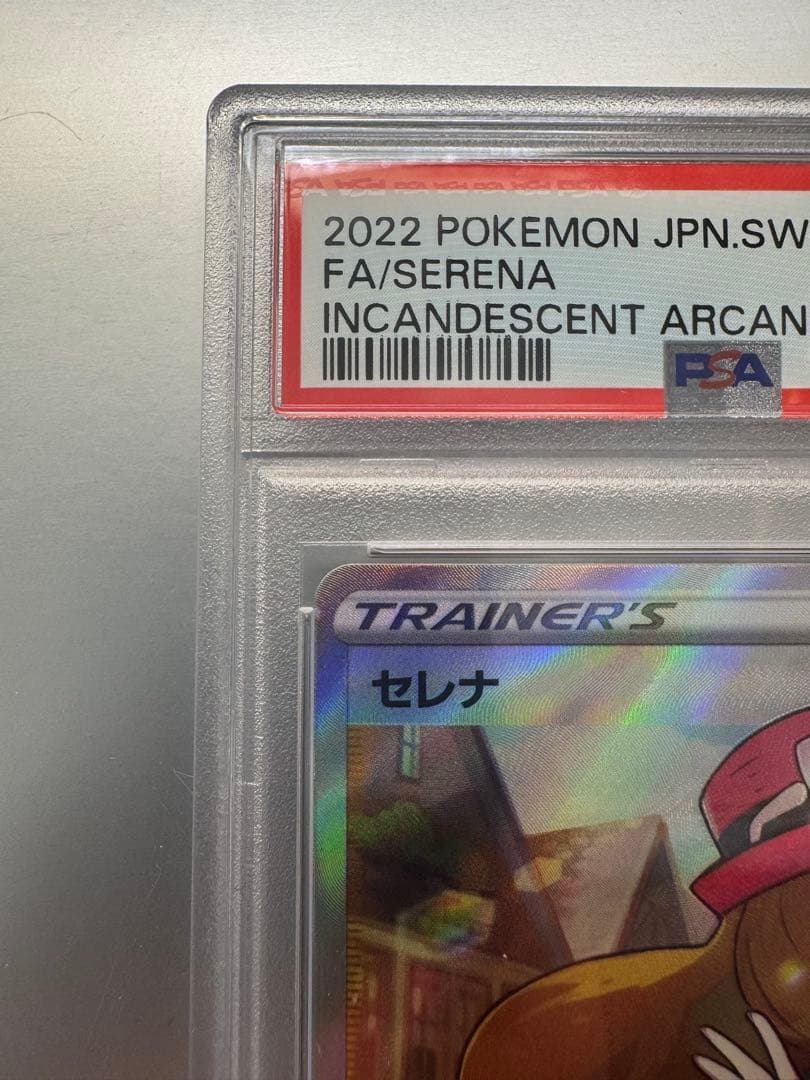 2022 POKEMON JPN.SW
FA/SERENA
INCANDESCENT ARCAN
PSA
TRAINER'S
セレナ